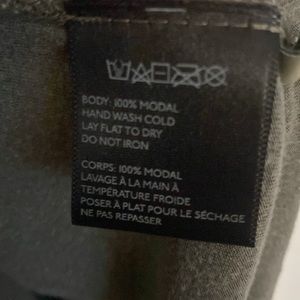 BODY: 100% MODAL
HAND WASH COLD
LAY FLAT TO DRY
DO NOT IRON
CORPS: 100% MODAL
LAVAGE À LA MAIN À
TEMPÉRATURE FROIDE
POSER À PLAT POUR LE SÉCHAGE
NE PAS REPASSER